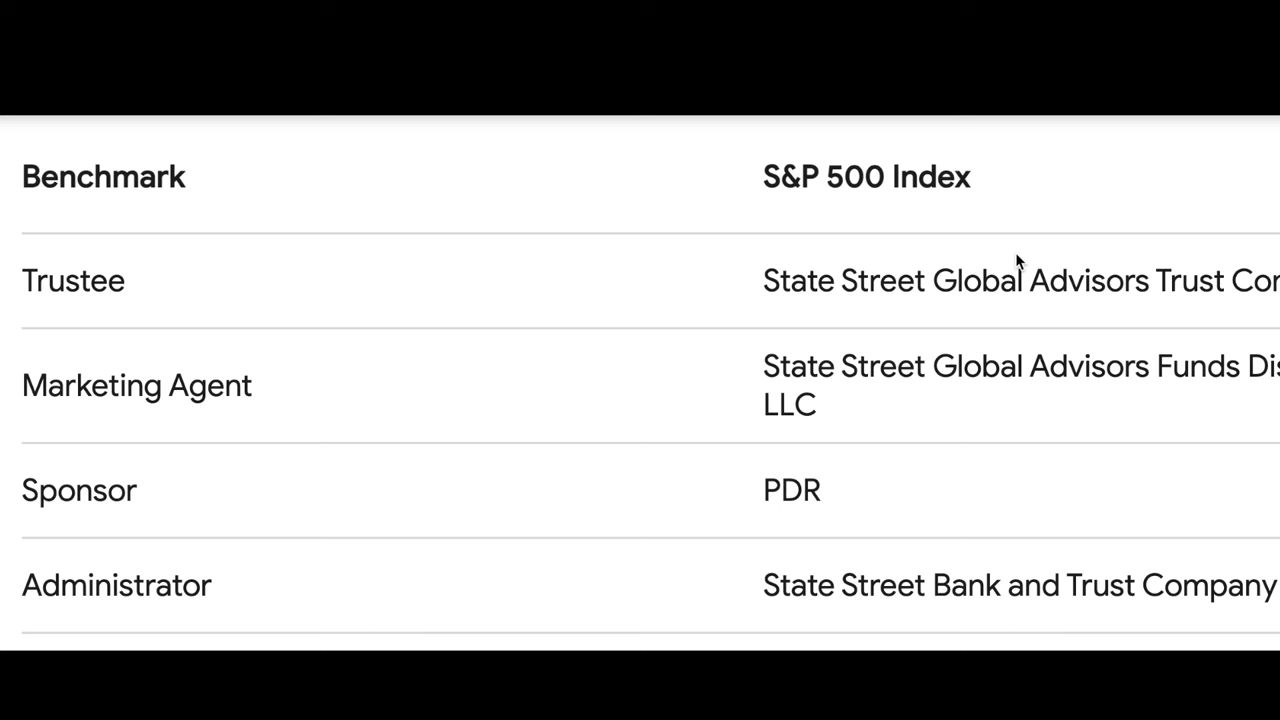 Benchmark S&P 500 Index
Trustee State Street Global Advisors Trust
Marketing Agent State Street Global Advisors Funds
LLC
Sponsor PDR
Administrator State Street Bank and Trust Company